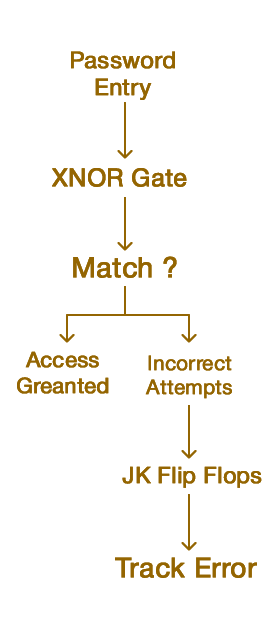 Password
Entry
XNOR Gate
Match ?
Access
Greanted
Incorrect
Attempts
JK Flip Flops
Track Error